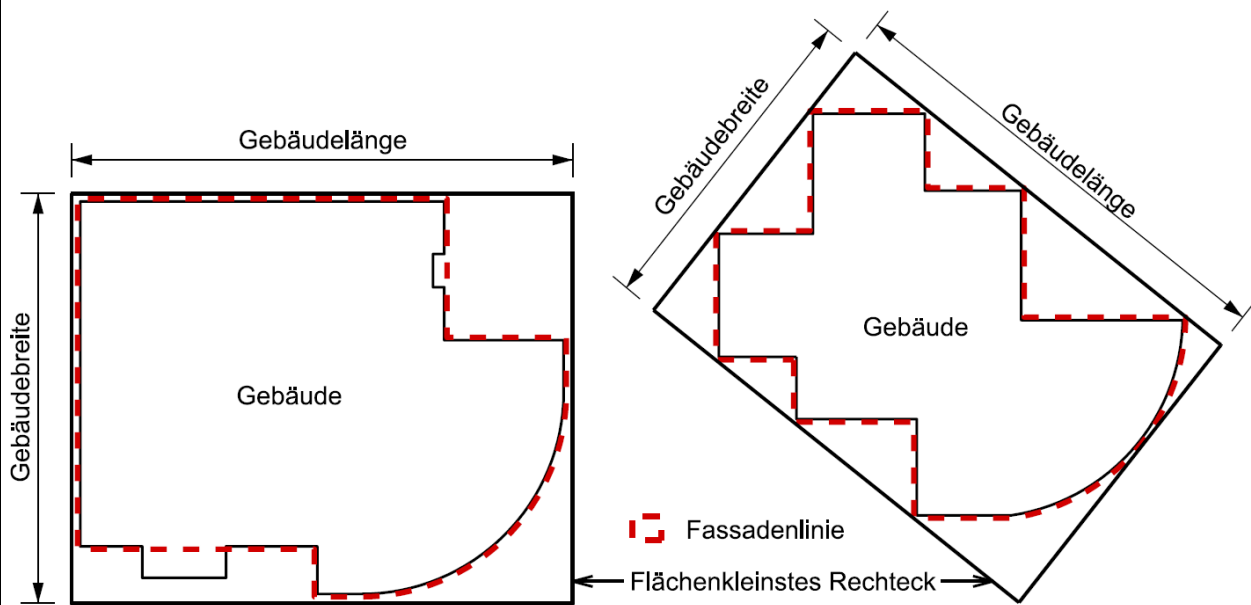 Gebäudelänge
Gebäudebreite
Gebäude
Gebäudebreite
Gebäudelänge
Gebäude
Fassadenlinie
Flächenkleinstes Rechteck